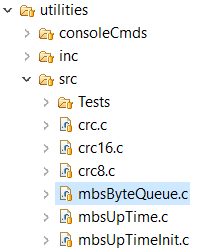 utilities
consoleCmds
inc
src
Tests
crc.c
crc16.c
crc8.c
mbsByteQueue.c
mbsUpTime.c
mbsUpTimeInit.c